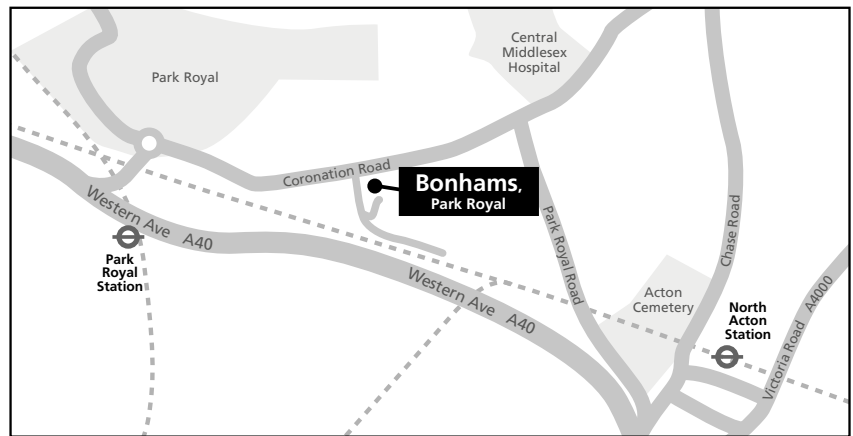 Central
Middlesex
Hospital
Park Royal
Coronation Road
Bonhams,
Park Royal
Western Ave A40
Park
Royal
Station
Western Ave A40
Park Royal Road
Chase Road
Acton
Cemetery
North
Acton
Station
Victoria Road A4000